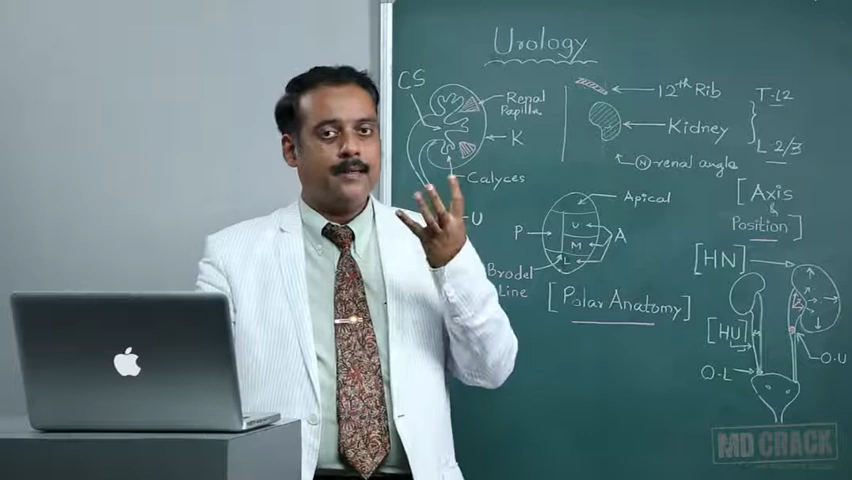 Urology
CS
Renal
Papilla
K
Calyces
U
12th Rib
Kidney
T-12
L-2/3
N-renal angle
Apical
P
U
M
L
A
Brodel
Line
[Polar Anatomy]
[Axis
&
Position]
[HN]
[HU]
O-L
O-U
MD CRACK